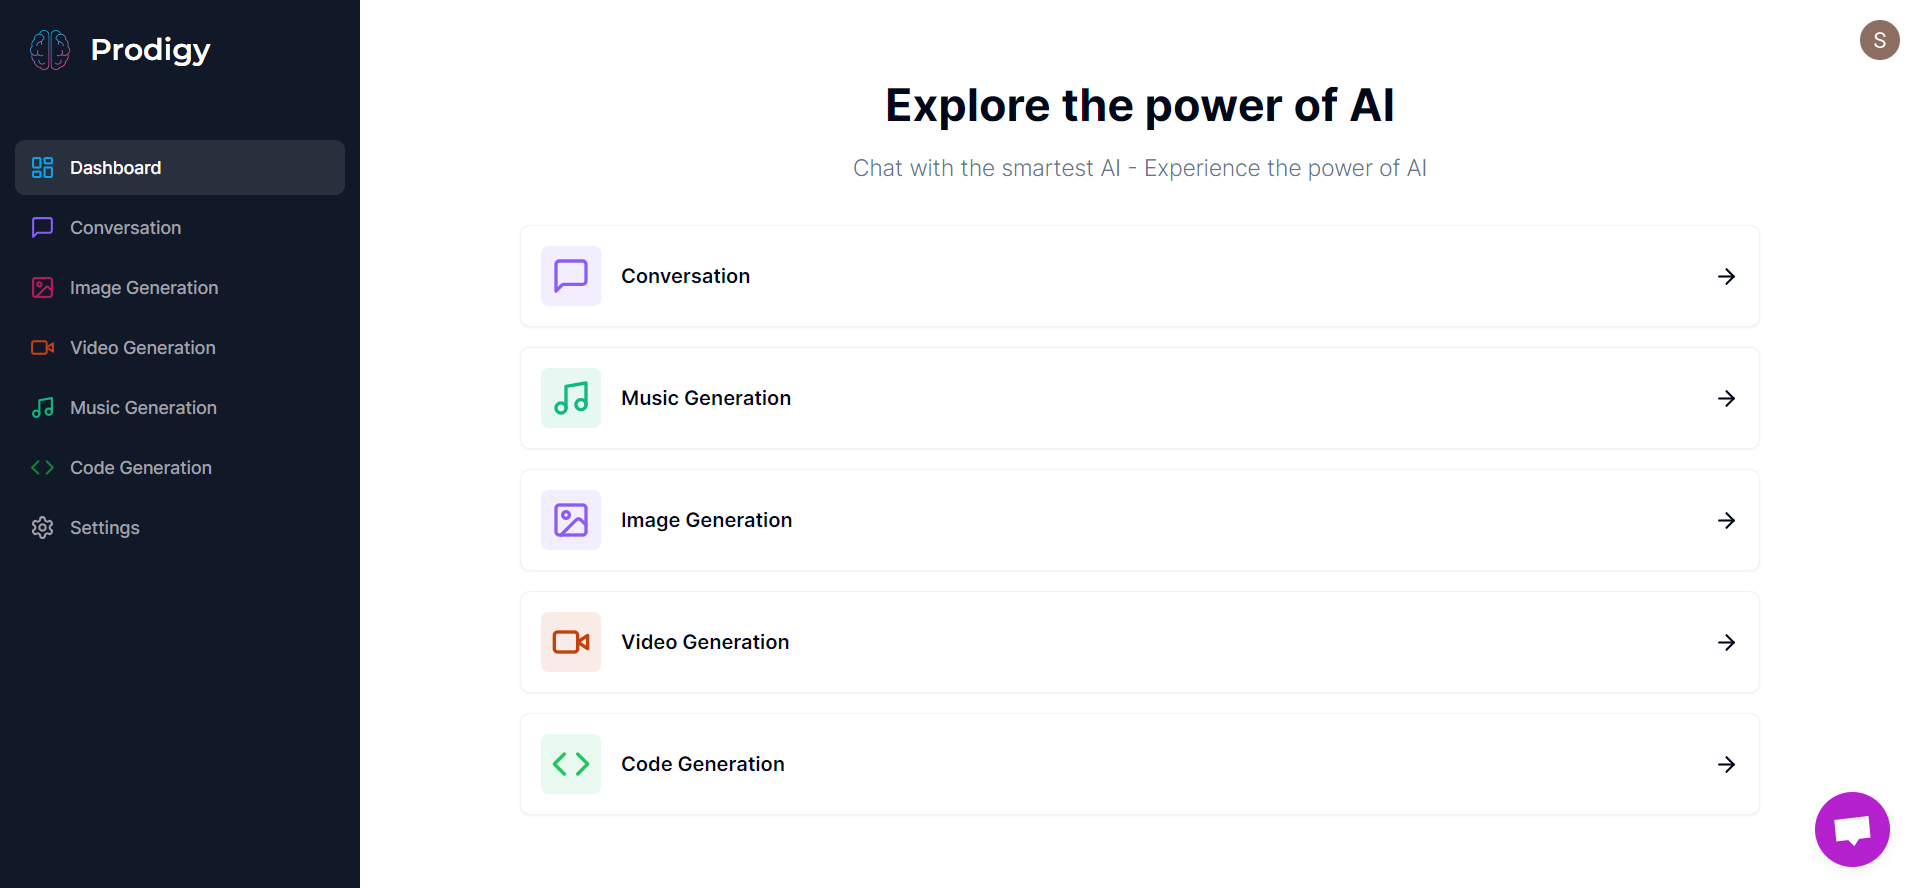 Prodigy
Dashboard
Conversation
Image Generation
Video Generation
Music Generation
Code Generation
Settings
S
Explore the power of AI
Chat with the smartest AI - Experience the power of AI
Conversation
Music Generation
Image Generation
Video Generation
Code Generation